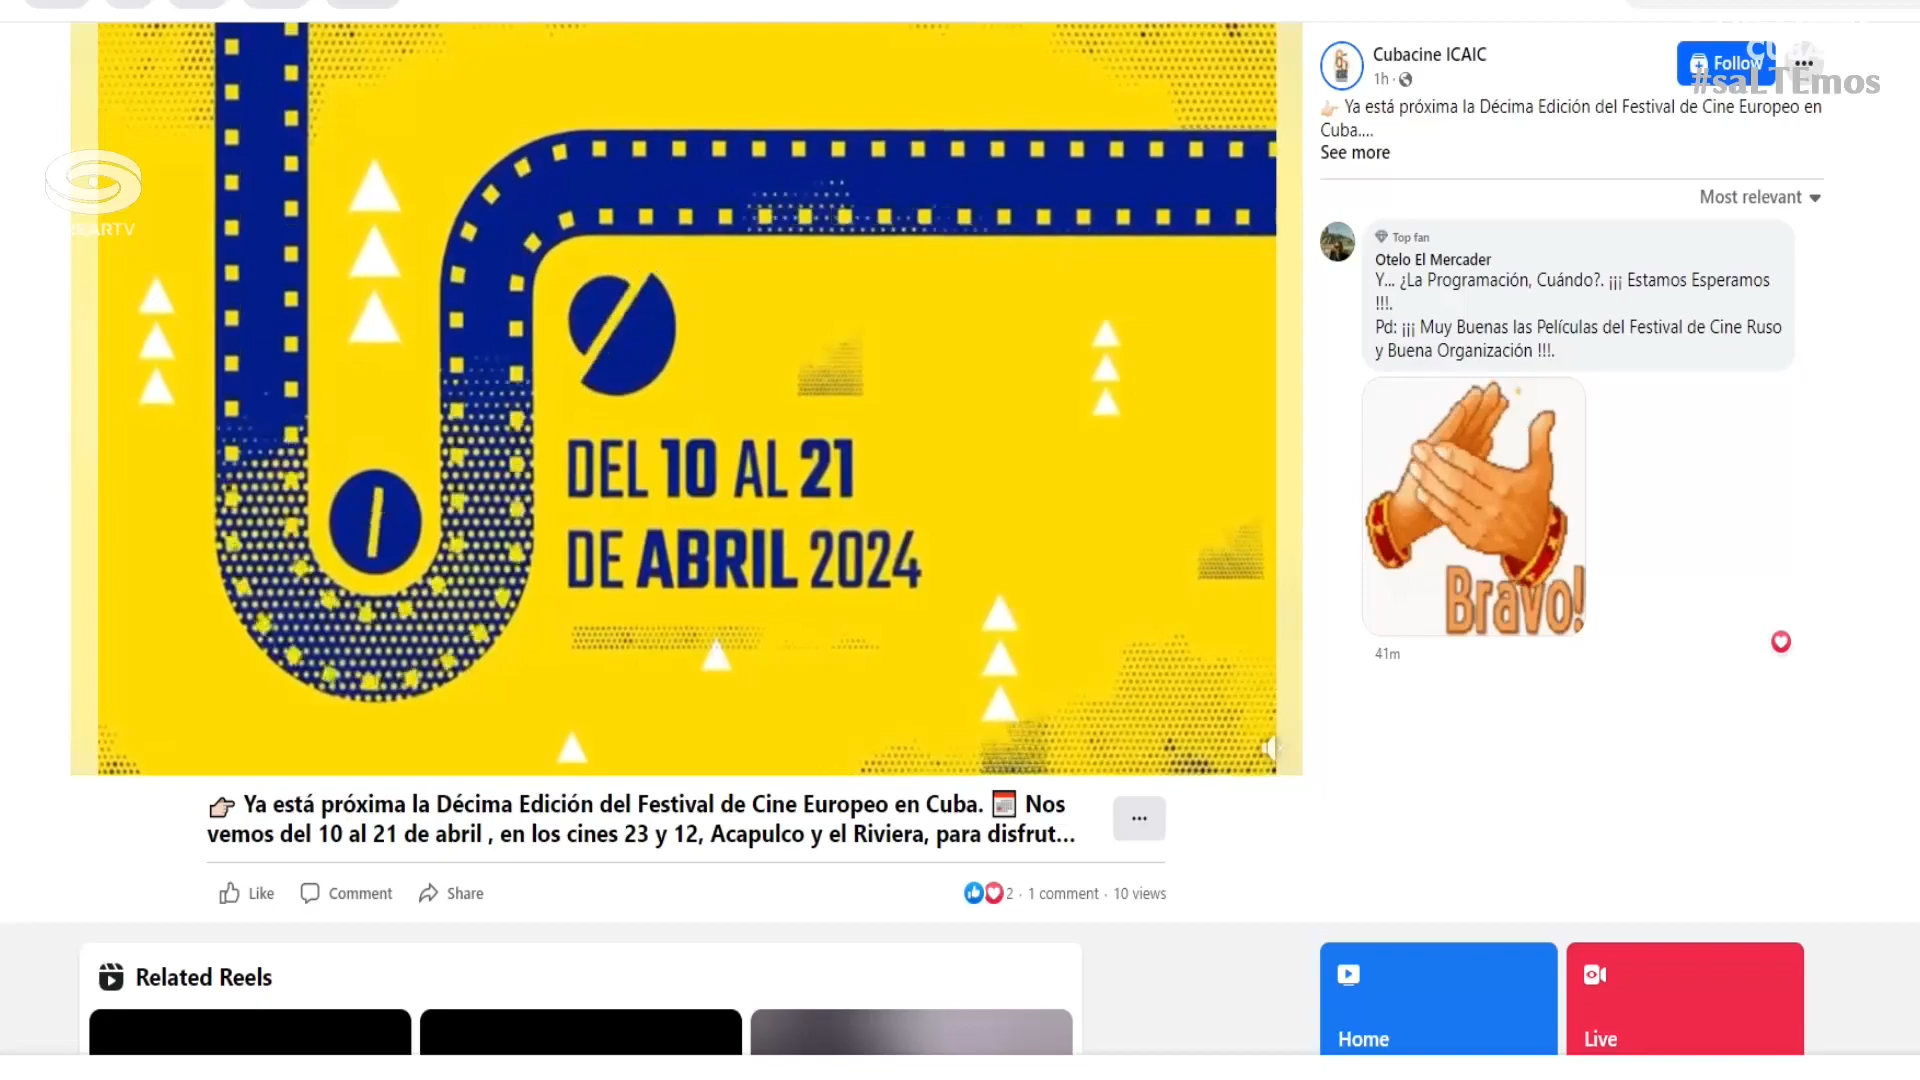 Cubacine ICAIC
1h ·
Follow
#saLTEmos
👉 Ya está próxima la Décima Edición del Festival de Cine Europeo en
Cuba....
See more
Most relevant
Top fan
Otelo El Mercader
Y... ¿La Programación, Cuándo?. ¡¡¡ Estamos Esperamos
!!!.
Pd: ¡¡¡ Muy Buenas las Películas del Festival de Cine Ruso
y Buena Organización !!!.
Bravo!
41m
DEL 10 AL 21
DE ABRIL 2024
👉 Ya está próxima la Décima Edición del Festival de Cine Europeo en Cuba. 📅 Nos
vemos del 10 al 21 de abril , en los cines 23 y 12, Acapulco y el Riviera, para disfrut...
Like Comment Share
2 · 1 comment · 10 views
Related Reels
Home
Live